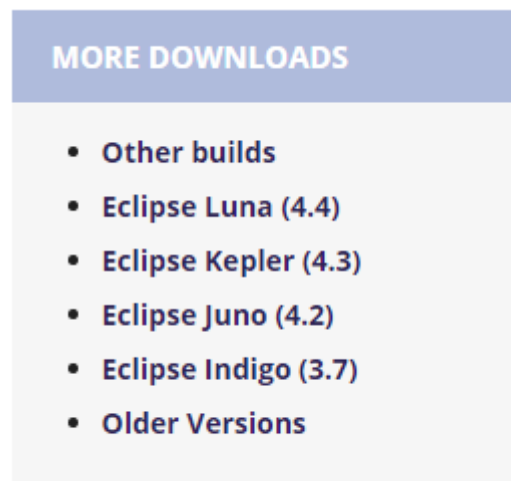 MORE DOWNLOADS
Other builds
Eclipse Luna (4.4)
Eclipse Kepler (4.3)
Eclipse Juno (4.2)
Eclipse Indigo (3.7)
Older Versions